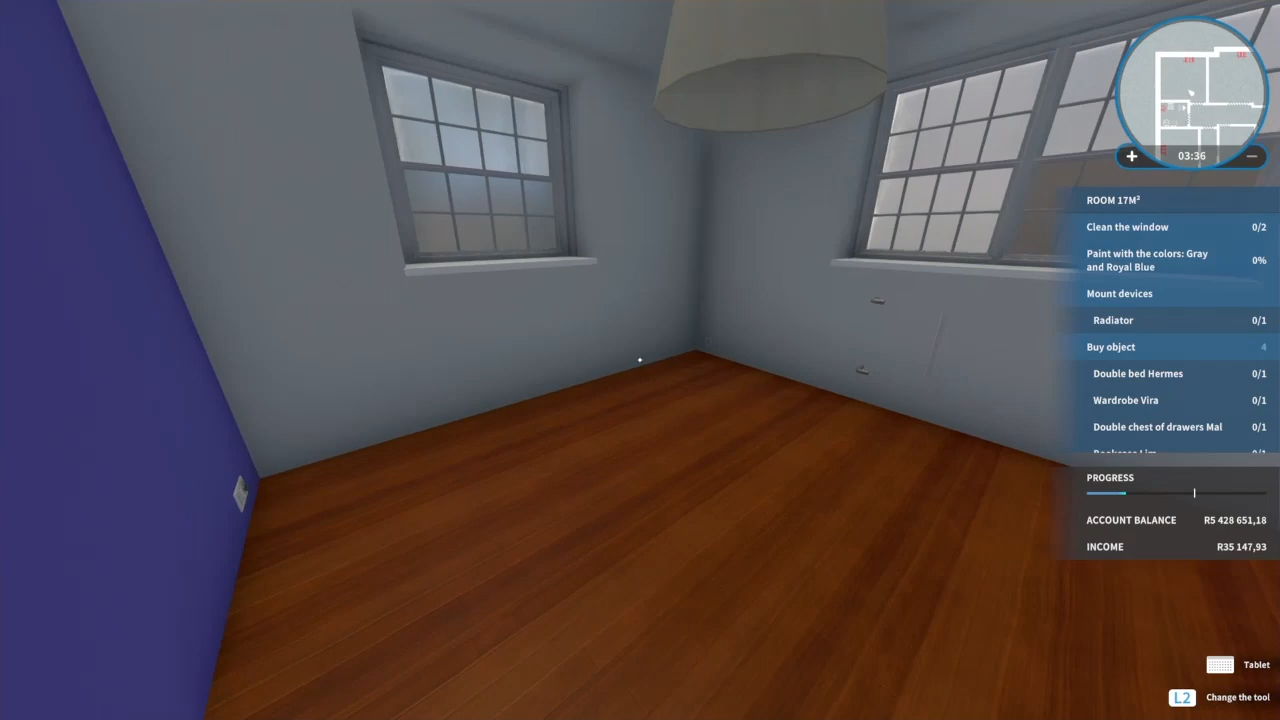 03:36
ROOM 17M²
Clean the window 0/2
Paint with the colors: Gray
and Royal Blue 0%
Mount devices
Radiator 0/1
Buy object 4
Double bed Hermes 0/1
Wardrobe Vira 0/1
Double chest of drawers Mal 0/1
PROGRESS
ACCOUNT BALANCE R5 428 651,18
INCOME R35 147,93
Tablet
L2 Change the tool